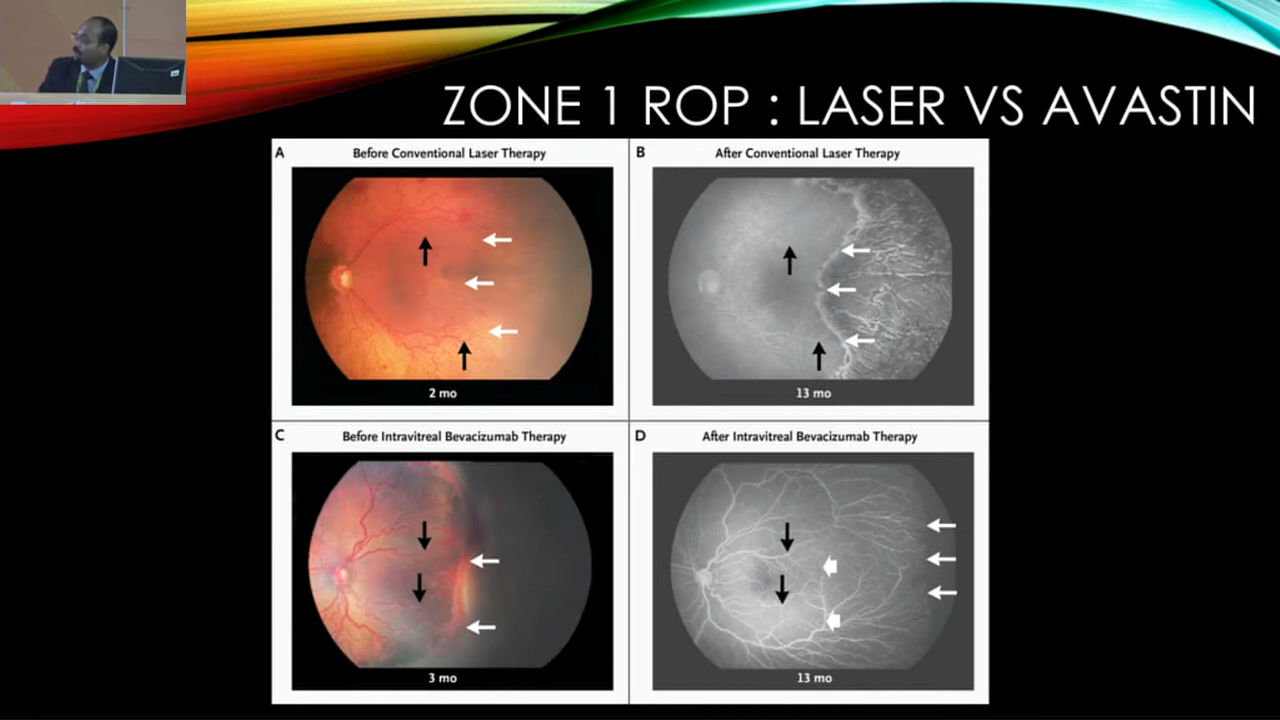 ZONE 1 ROP : LASER VS AVASTIN
A Before Conventional Laser Therapy
B After Conventional Laser Therapy
2 mo
13 mo
C Before Intravitreal Bevacizumab Therapy
D After Intravitreal Bevacizumab Therapy
3 mo
13 mo